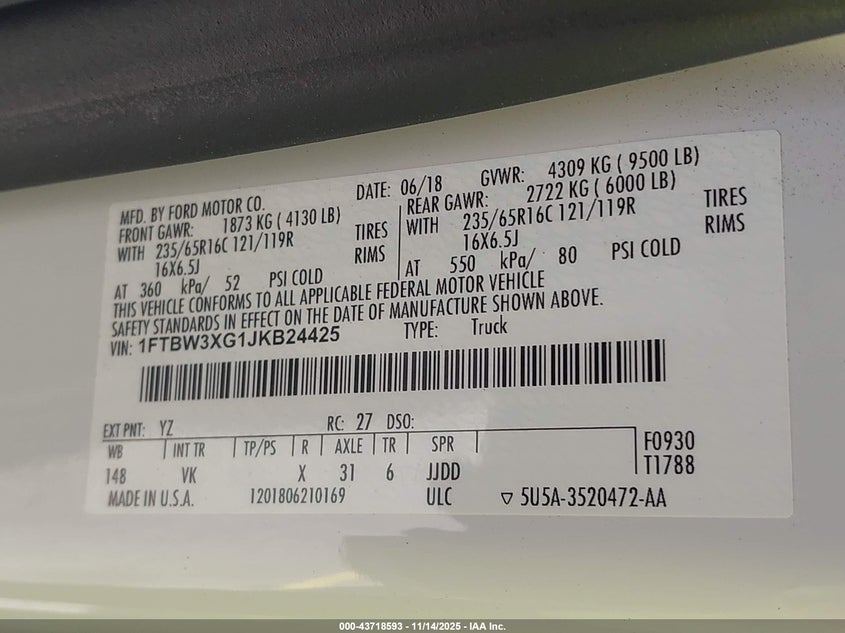 MFD. BY FORD MOTOR CO. DATE: 06/18 GVWR: 4309 KG ( 9500 LB)
FRONT GAWR: 1873 KG ( 4130 LB) REAR GAWR: 2722 KG ( 6000 LB)
WITH 235/65R16C 121/119R TIRES WITH 235/65R16C 121/119R TIRES
16X6.5J RIMS 16X6.5J RIMS
AT 360 kPa/ 52 PSI COLD AT 550 kPa/ 80 PSI COLD
THIS VEHICLE CONFORMS TO ALL APPLICABLE FEDERAL MOTOR VEHICLE
SAFETY STANDARDS IN EFFECT ON THE DATE OF MANUFACTURE SHOWN ABOVE.
VIN: 1FTBW3XG1JKB24425 TYPE: Truck
EXT PNT: YZ RC: 27 DSO:
WB INT TR TP/PS R AXLE TR SPR F0930
148 VK X 31 6 JJDD T1788
MADE IN U.S.A. 1201806210169 ULC ▽ 5U5A-3520472-AA
000-43718593 - 11/14/2025 - IAA Inc.